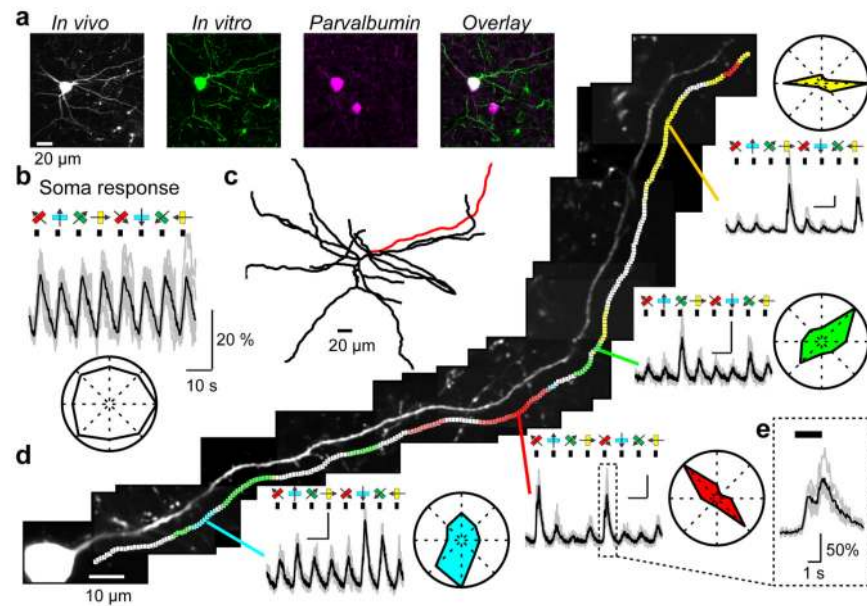 a In vivo In vitro Parvalbumin Overlay
20 µm
b Soma response
20 %
10 s
c
20 µm
d
10 µm
e
50%
1 s